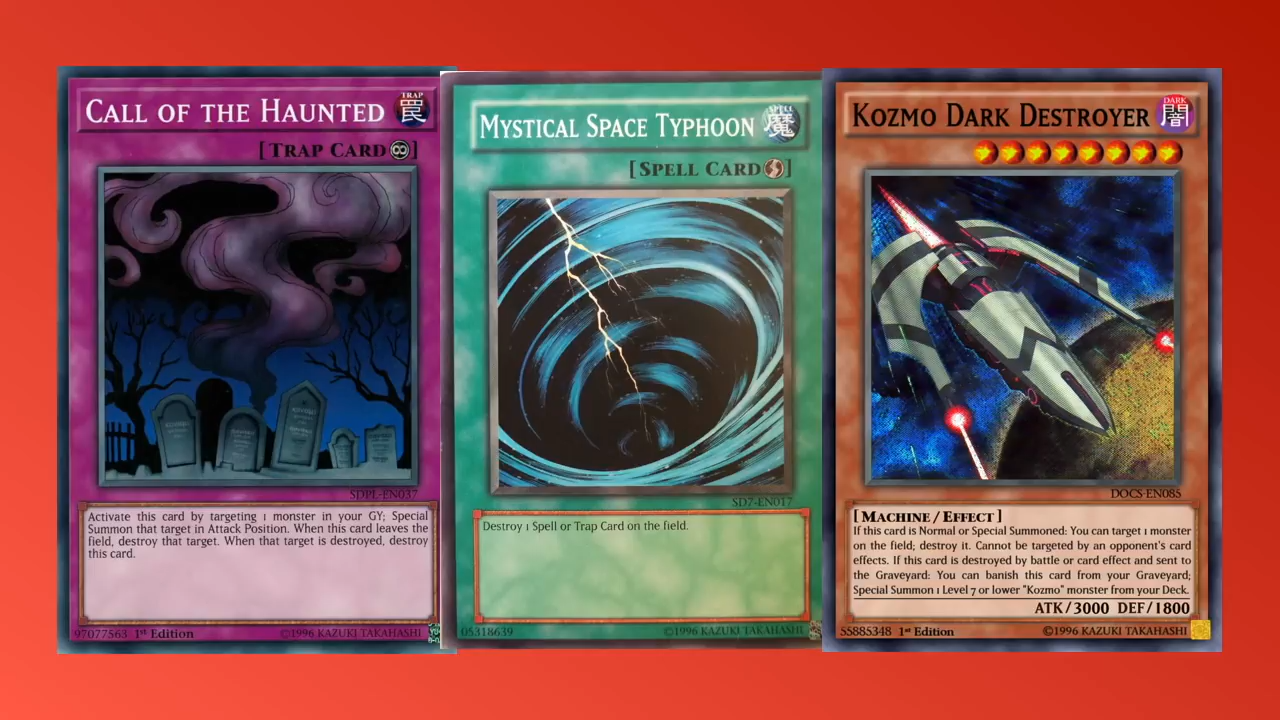 CALL OF THE HAUNTED
TRAP
罠
[TRAP CARD]
SDPL-EN037
Activate this card by targeting 1 monster in your GY; Special
Summon that target in Attack Position. When this card leaves the
field, destroy that target. When that target is destroyed, destroy
this card.
97077563 1st Edition
©1996 KAZUKI TAKAHASHI
MYSTICAL SPACE TYPHOON
SPELL
魔
[SPELL CARD]
SD7-EN017
Destroy 1 Spell or Trap Card on the field.
05318639
©1996 KAZUKI TAKAHASHI
KOZMO DARK DESTROYER
DARK
闇
DOCS-EN085
[MACHINE/EFFECT]
If this card is Normal or Special Summoned: You can target 1 monster
on the field; destroy it. Cannot be targeted by an opponent's card
effects. If this card is destroyed by battle or card effect and sent to
the Graveyard: You can banish this card from your Graveyard;
Special Summon 1 Level 7 or lower "Kozmo" monster from your Deck.
ATK/3000 DEF/1800
55885348 1st Edition
©1996 KAZUKI TAKAHASHI